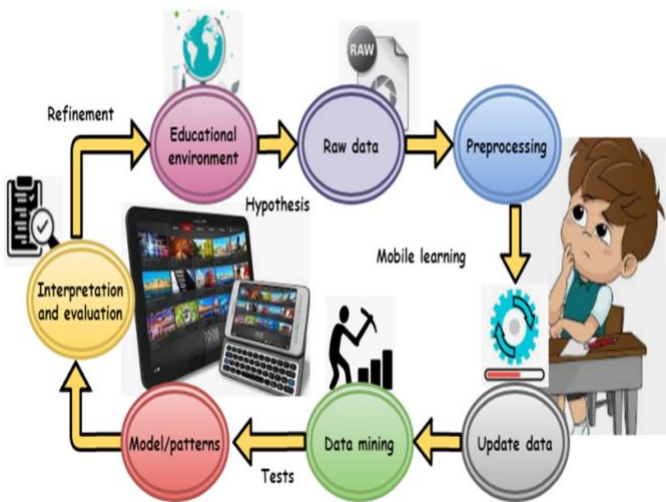 RAW
Refinement
Educational
environment
Raw data
Preprocessing
Hypothesis
Mobile learning
Interpretation
and evaluation
Model/patterns
Data mining
Update data
Tests